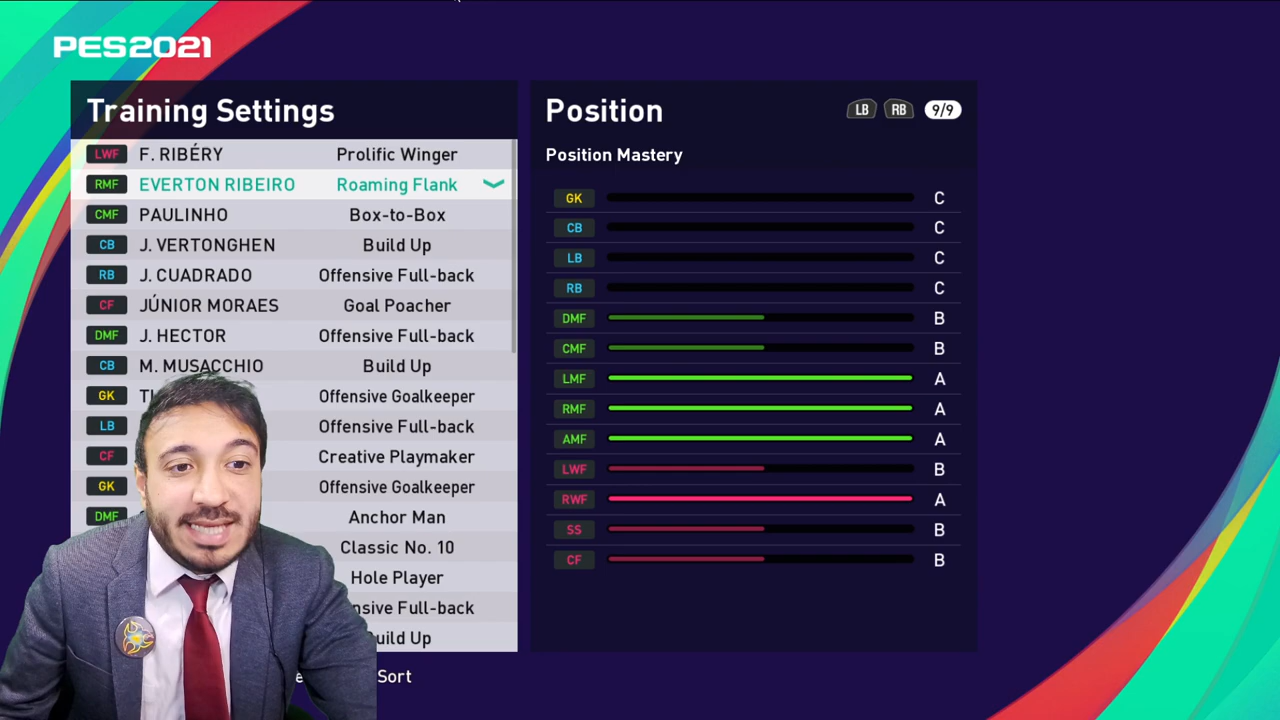 PES2021
Training Settings
LWF F. RIBÉRY Prolific Winger
RMF EVERTON RIBEIRO Roaming Flank
CMF PAULINHO Box-to-Box
CB J. VERTONGHEN Build Up
RB J. CUADRADO Offensive Full-back
CF JÚNIOR MORAES Goal Poacher
DMF J. HECTOR Offensive Full-back
CB M. MUSACCHIO Build Up
GK Offensive Goalkeeper
LB Offensive Full-back
CF Creative Playmaker
GK Offensive Goalkeeper
DMF Anchor Man
Classic No. 10
Hole Player
Full-back
Up
Sort
Position LB RB 9/9
Position Mastery
GK C
CB C
LB C
RB C
DMF B
CMF B
LMF A
RMF A
AMF A
LWF B
RWF A
SS B
CF B